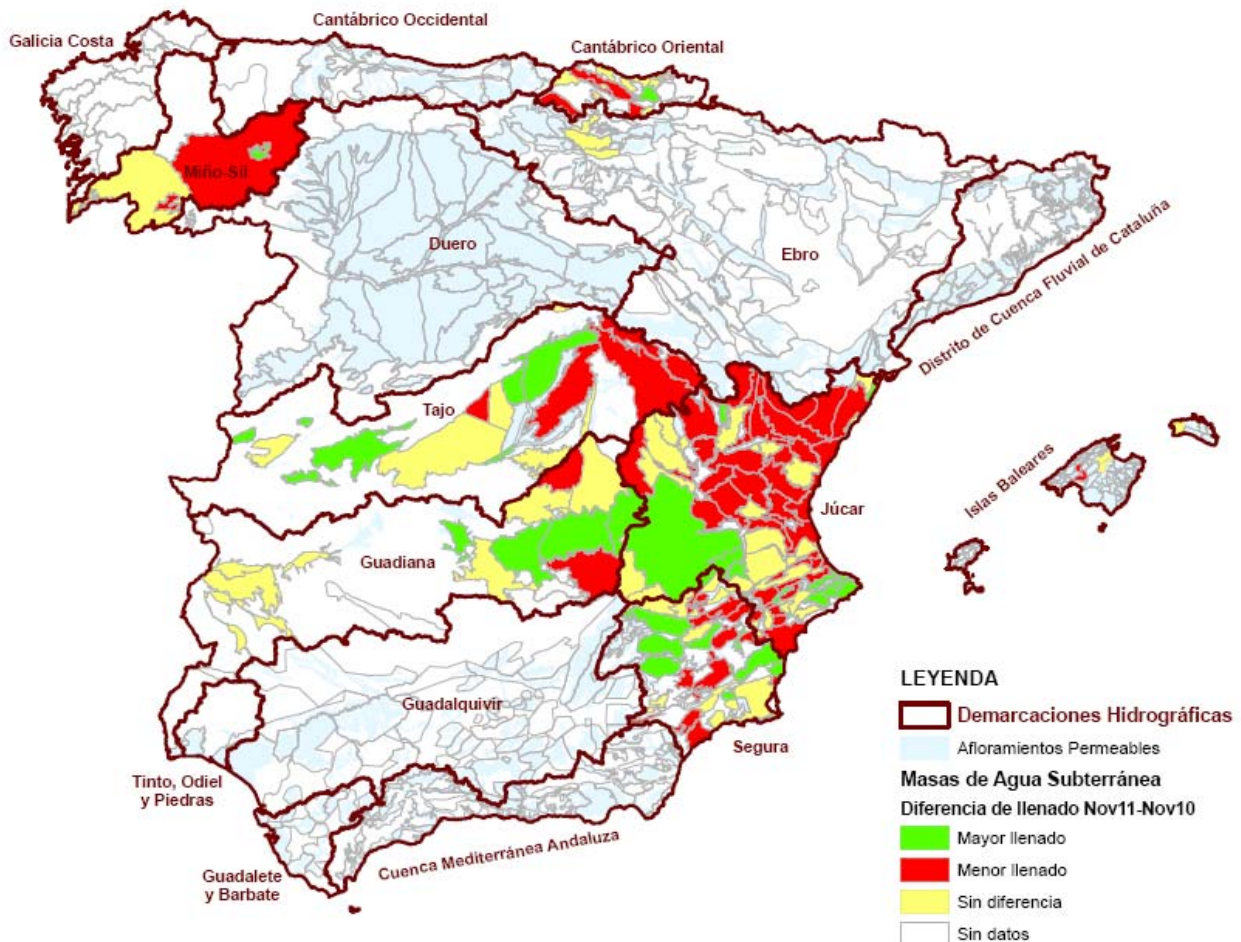 Cantábrico Occidental
Galicia Costa
Cantábrico Oriental
Miño-Sil
Duero
Ebro
Distrito de Cuenca Fluvial de Cataluña
Tajo
Islas Baleares
Júcar
Guadiana
Guadalquivir
Segura
Tinto, Odiel
y Piedras
Guadalete
y Barbate
Cuenca Mediterránea Andaluza
LEYENDA
Demarcaciones Hidrográficas
Afloramientos Permeables
Masas de Agua Subterránea
Diferencia de llenado Nov11-Nov10
Mayor llenado
Menor llenado
Sin diferencia
Sin datos